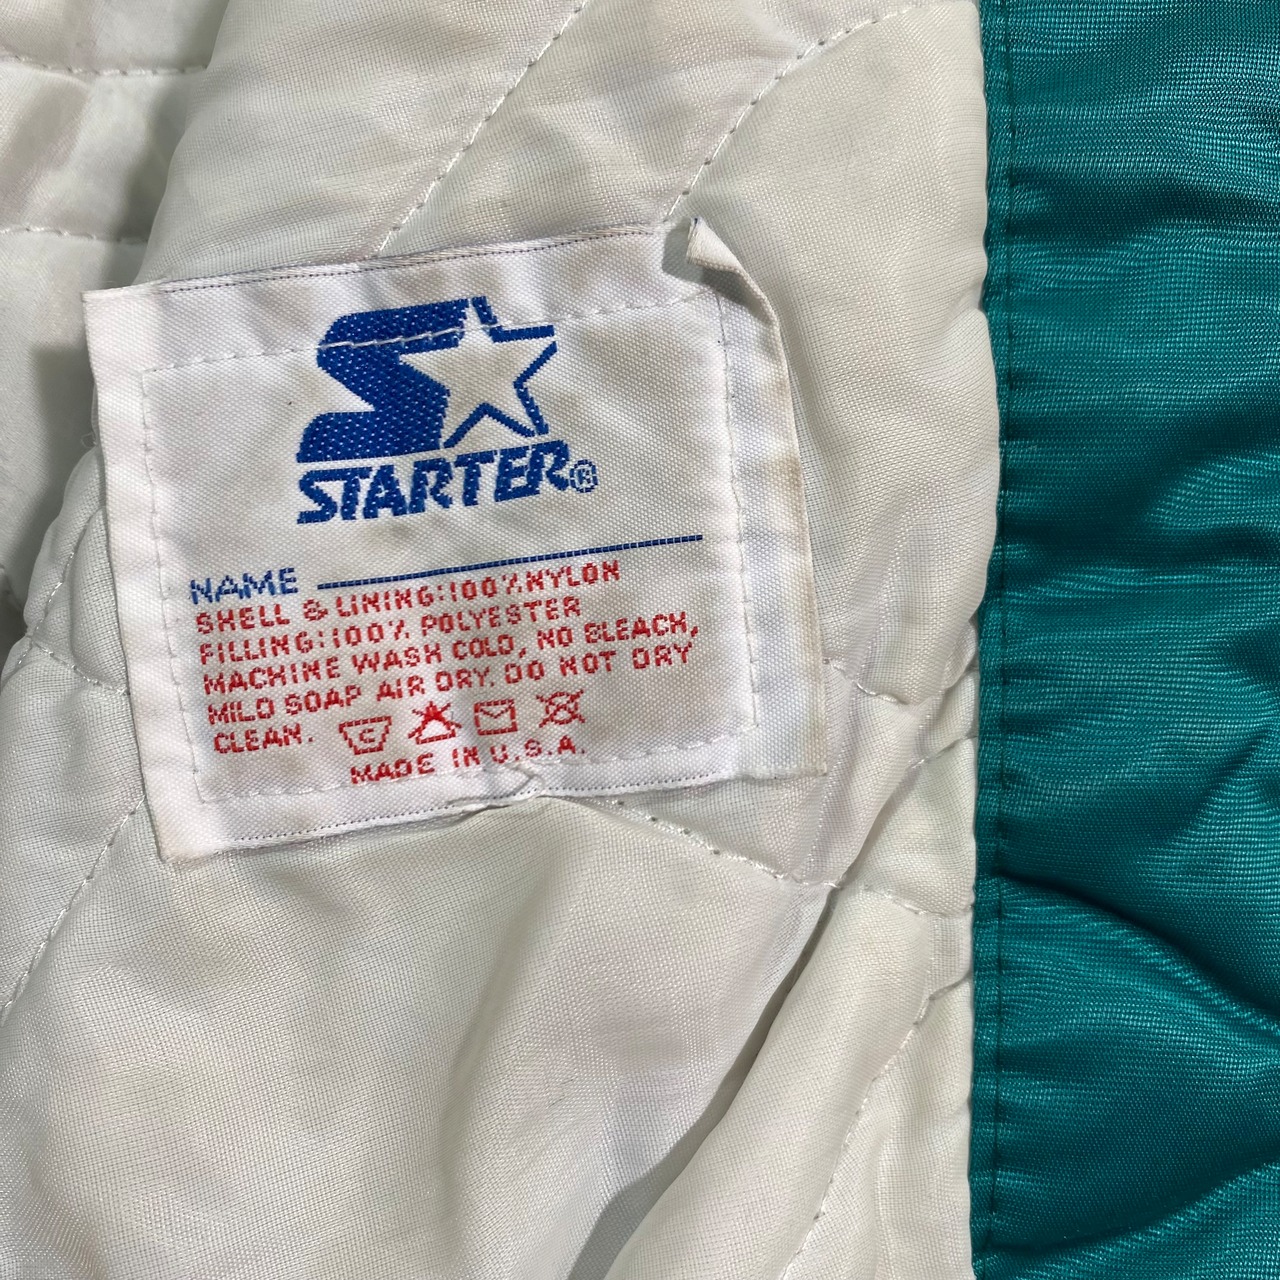 STARTER®
NAME
SHELL & LINING:100% NYLON
FILLING:100% POLYESTER
MACHINE WASH COLD, NO BLEACH,
MILD SOAP AIR DRY. DO NOT DRY
CLEAN.
MADE IN U.S.A.